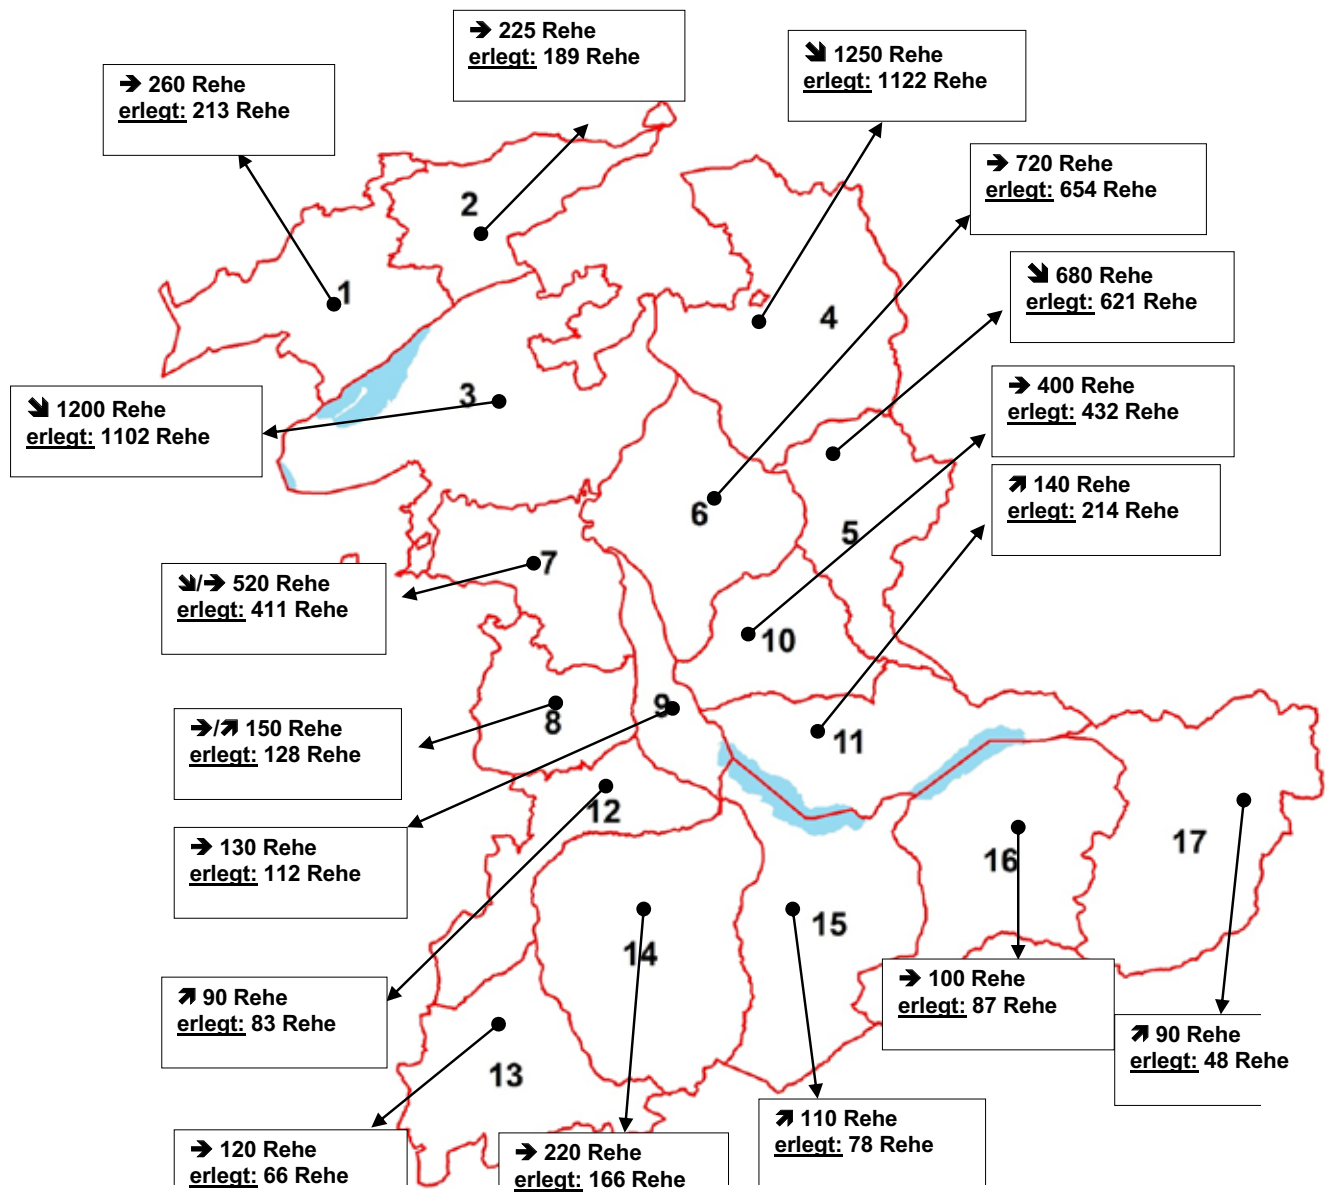 ➔ 225 Rehe
erlegt: 189 Rehe
➘ 1250 Rehe
erlegt: 1122 Rehe
➔ 260 Rehe
erlegt: 213 Rehe
➔ 720 Rehe
erlegt: 654 Rehe
2
➘ 680 Rehe
erlegt: 621 Rehe
1
4
➔ 400 Rehe
erlegt: 432 Rehe
3
➘ 1200 Rehe
erlegt: 1102 Rehe
➚ 140 Rehe
erlegt: 214 Rehe
6
5
7
➘/➔ 520 Rehe
erlegt: 411 Rehe
10
9
8
➔/➚ 150 Rehe
erlegt: 128 Rehe
11
12
➔ 130 Rehe
erlegt: 112 Rehe
16
17
15
14
➚ 90 Rehe
erlegt: 83 Rehe
➔ 100 Rehe
erlegt: 87 Rehe
➚ 90 Rehe
erlegt: 48 Rehe
13
➚ 110 Rehe
erlegt: 78 Rehe
➔ 120 Rehe
erlegt: 66 Rehe
➔ 220 Rehe
erlegt: 166 Rehe